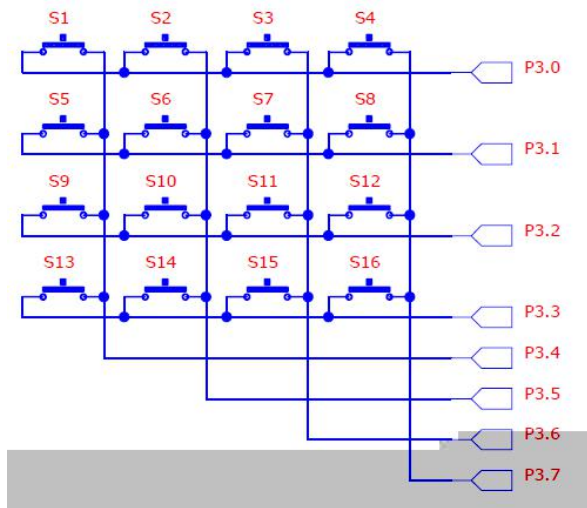 S1 S2 S3 S4
P3.0
S5 S6 S7 S8
P3.1
S9 S10 S11 S12
P3.2
S13 S14 S15 S16
P3.3
P3.4
P3.5
P3.6
P3.7